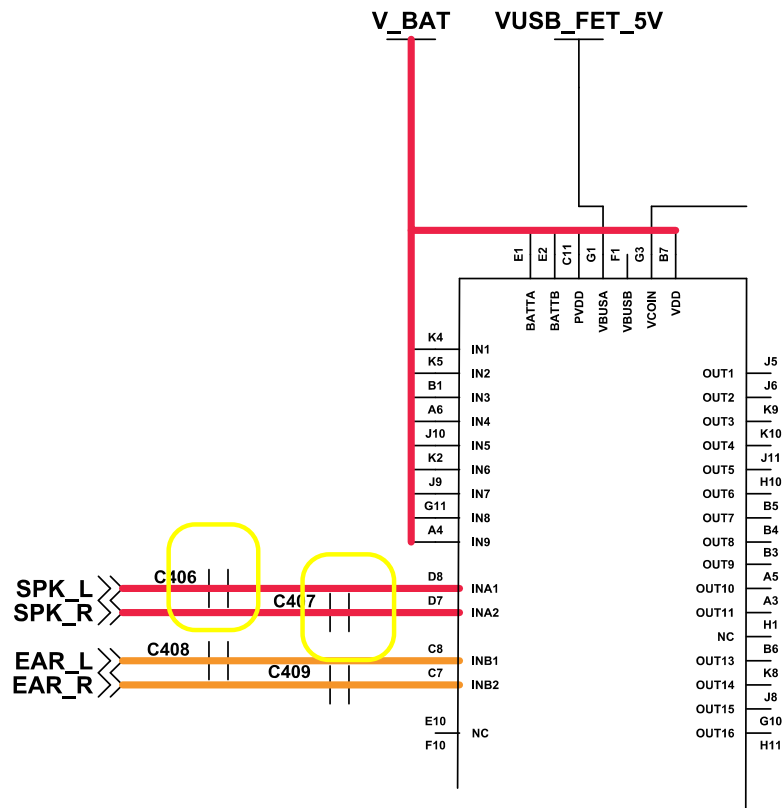 V_BAT VUSB_FET_5V
E1 E2 C11 G1 F1 G3 B7
BATTA BATTB PVDD VBUSA VBUSB VCOIN VDD
K4 IN1
K5 IN2
B1 IN3
A6 IN4
J10 IN5
K2 IN6
J9 IN7
G11 IN8
A4 IN9
SPK_L C406 D8 INA1
SPK_R C407 D7 INA2
EAR_L C408 C8 INB1
EAR_R C409 C7 INB2
E10 NC
F10
J5
OUT1
J6
OUT2
K9
OUT3
K10
OUT4
J11
OUT5
H10
OUT6
B5
OUT7
B4
OUT8
B3
OUT9
A5
OUT10
A3
OUT11
H1
NC
B6
OUT13
K8
OUT14
J8
OUT15
G10
OUT16
H11